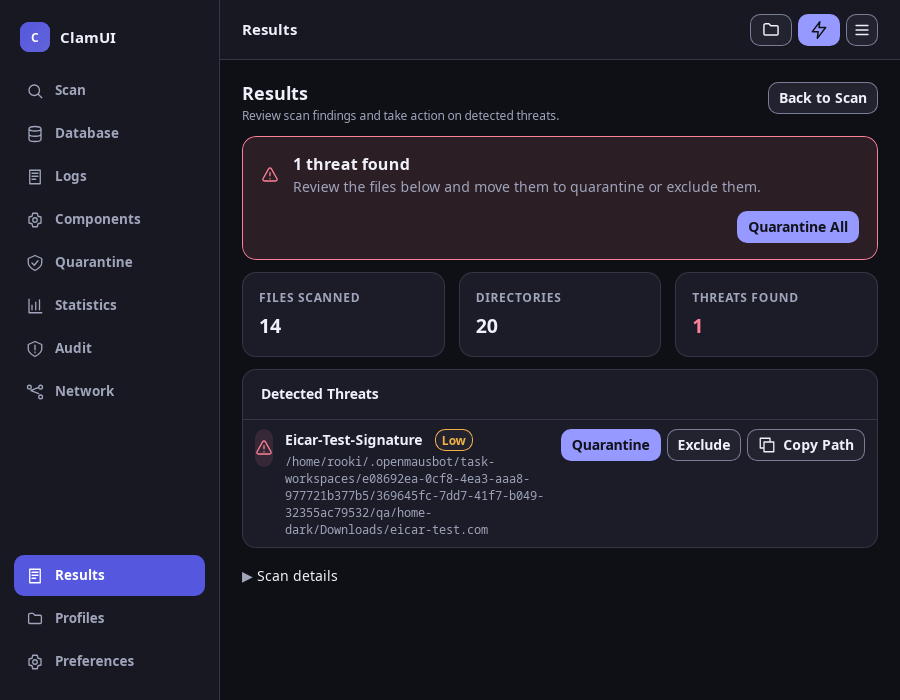 C
ClamUI
Scan
Database
Logs
Components
Quarantine
Statistics
Audit
Network
Results
Profiles
Preferences
Results
Results
Review scan findings and take action on detected threats.
Back to Scan
1 threat found
Review the files below and move them to quarantine or exclude them.
Quarantine All
FILES SCANNED
14
DIRECTORIES
20
THREATS FOUND
1
Detected Threats
Eicar-Test-Signature Low
/home/rooki/.openmausbot/task-
workspaces/e08692ea-0cf8-4ea3-aaa8-
977721b377b5/369645fc-7dd7-41f7-b049-
32355ac79532/qa/home-
dark/Downloads/eicar-test.com
Quarantine
Exclude
Copy Path
▶ Scan details